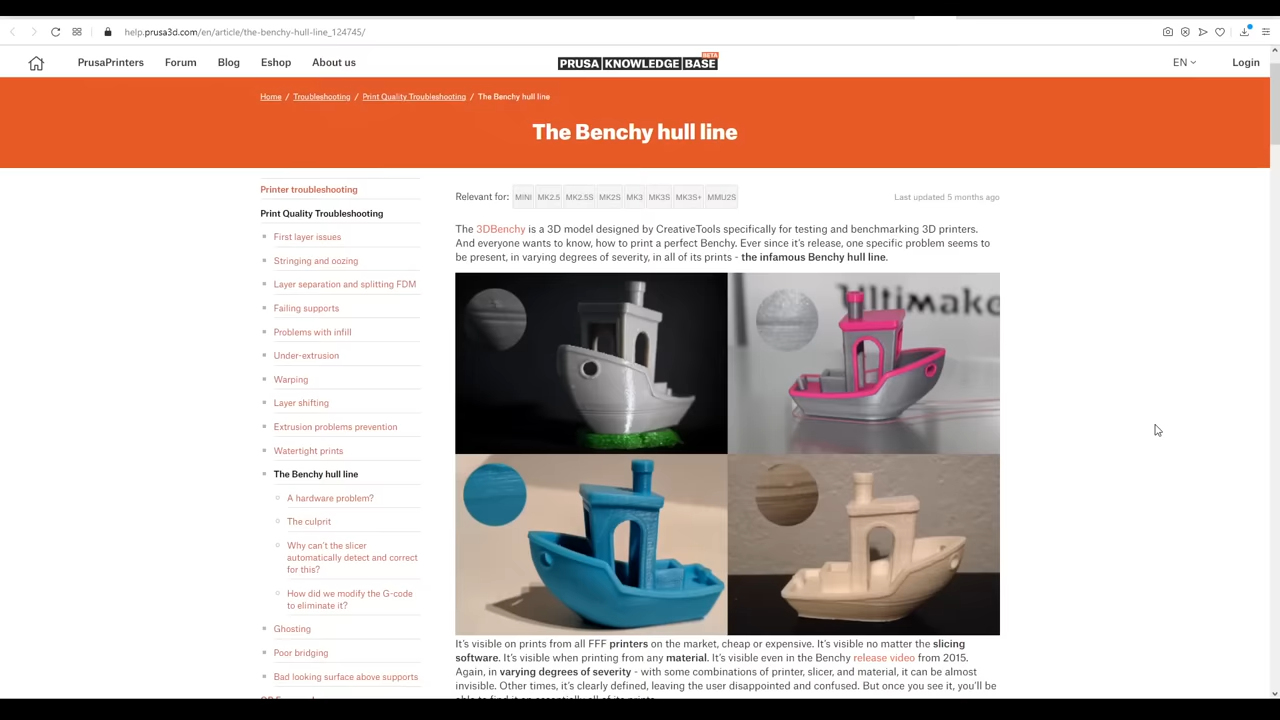 help.prusa3d.com/en/article/the-benchy-hull-line_124745/
PrusaPrinters Forum Blog Eshop About us
PRUSA KNOWLEDGE BASE BETA
EN Login
Home / Troubleshooting / Print Quality Troubleshooting / The Benchy hull line
The Benchy hull line
Printer troubleshooting
Print Quality Troubleshooting
First layer issues
Stringing and oozing
Layer separation and splitting FDM
Failing supports
Problems with infill
Under-extrusion
Warping
Layer shifting
Extrusion problems prevention
Watertight prints
The Benchy hull line
A hardware problem?
The culprit
Why can't the slicer
automatically detect and correct
for this?
How did we modify the G-code
to eliminate it?
Ghosting
Poor bridging
Bad looking surface above supports
Relevant for: MINI MK2.5 MK2.5S MK2S MK3 MK3S MK3S+ MMU2S
Last updated 5 months ago
The 3DBenchy is a 3D model designed by CreativeTools specifically for testing and benchmarking 3D printers.
And everyone wants to know, how to print a perfect Benchy. Ever since it's release, one specific problem seems to
be present, in varying degrees of severity, in all of its prints - the infamous Benchy hull line.
Ultimake
It's visible on prints from all FFF printers on the market, cheap or expensive. It's visible no matter the slicing
software. It's visible when printing from any material. It's visible even in the Benchy release video from 2015.
Again, in varying degrees of severity - with some combinations of printer, slicer, and material, it can be almost
invisible. Other times, it's clearly defined, leaving the user disappointed and confused. But once you see it, you'll be